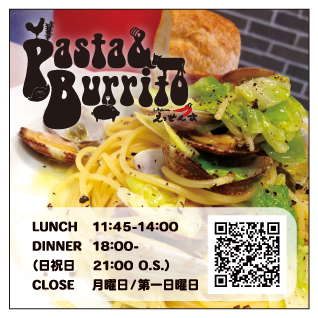 Pasta&
Burrito
LUNCH 11:45-14:00
DINNER 18:00-
(日祝日 21:00 O.S.)
CLOSE 月曜日/第一日曜日